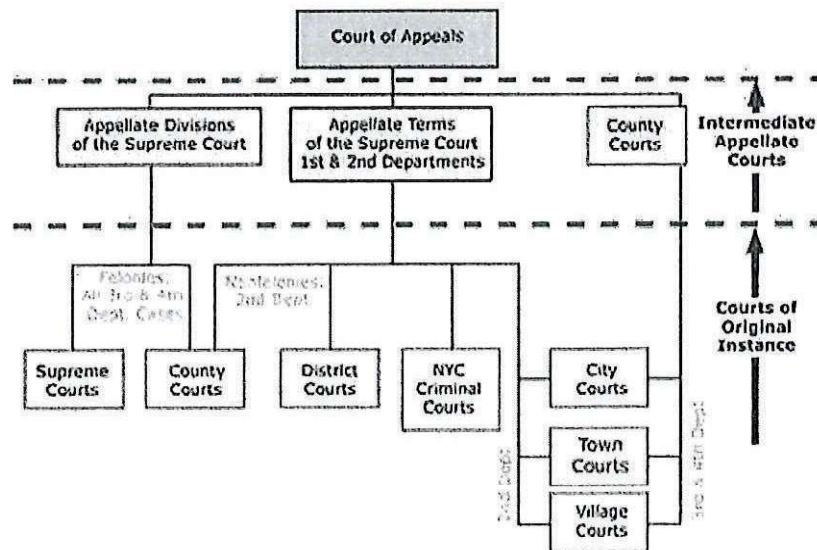 Court of Appeals
Appellate Divisions
of the Supreme Court
Appellate Terms
of the Supreme Court
1st & 2nd Departments
County
Courts
Intermediate
Appellate
Courts
Felonies;
All 3rd & 4th
Dept. Cases
Nonfelonies;
2nd Dept
Courts of
Original
Instance
Supreme
Courts
County
Courts
District
Courts
NYC
Criminal
Courts
City
Courts
Town
Courts
Village
Courts
2nd Dept
3rd & 4th Dept